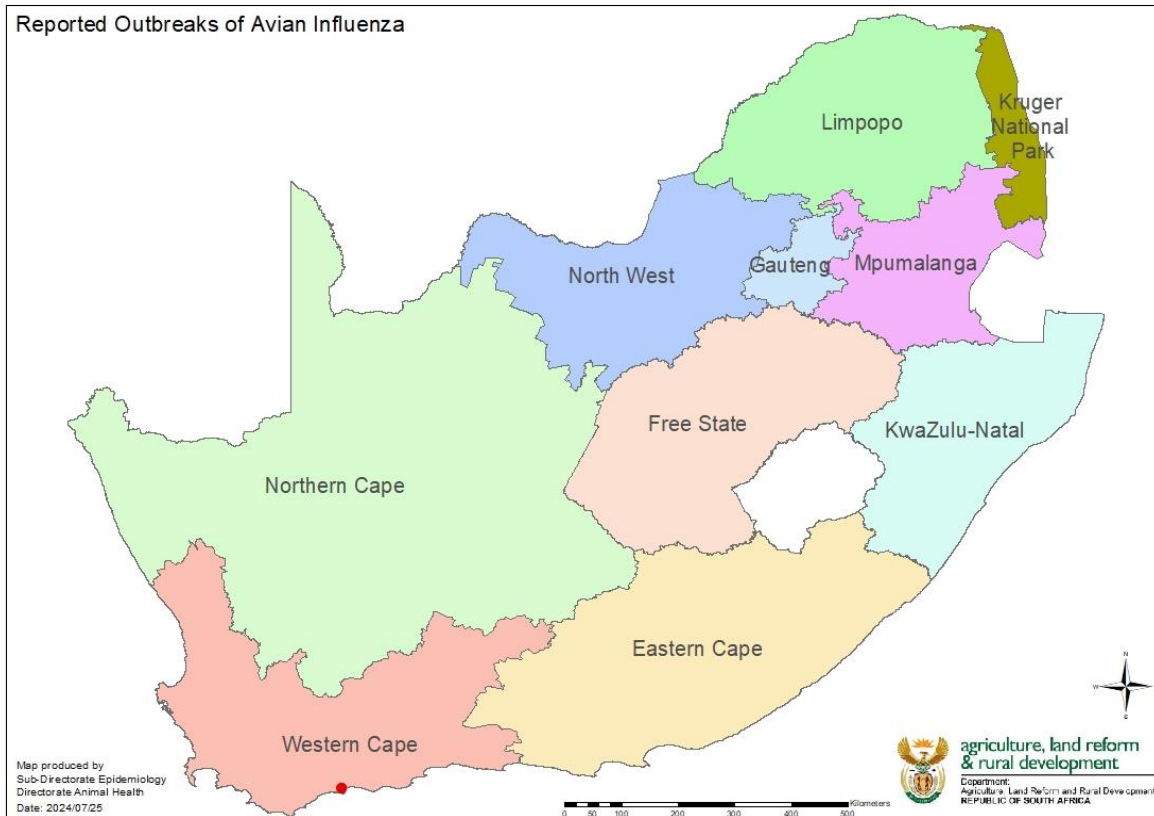 Reported Outbreaks of Avian Influenza
Kruger
National
Park
Limpopo
North West
Gauteng
Mpumalanga
Free State
KwaZulu-Natal
Northern Cape
Eastern Cape
Western Cape
N
W
S
Map produced by
Sub-Directorate Epidemiology
Directorate Animal Health
Date: 2024/07/25
Kilometers
0 50 100 200 300 400 500
agriculture, land reform
& rural development
Department:
Agriculture, Land Reform and Rural Development
REPUBLIC OF SOUTH AFRICA